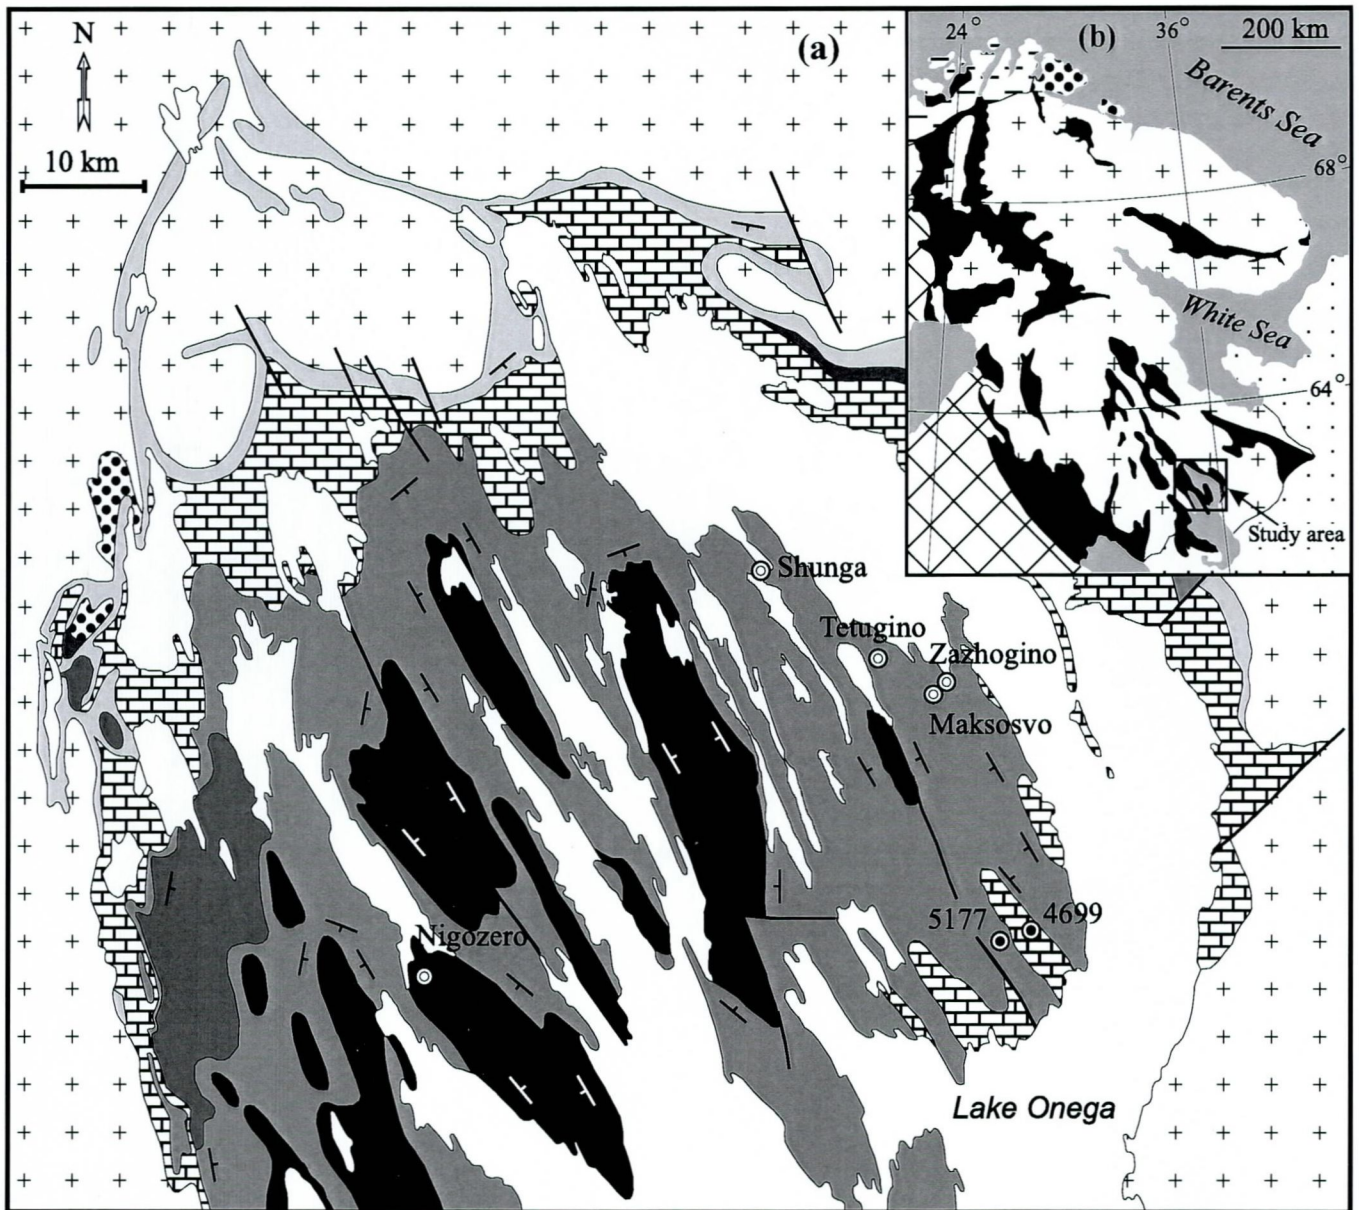 N
10 km
(a)
24°
36°
(b)
200 km
Barents Sea
68°
White Sea
64°
Study area
Shunga
Tetugino
Zazhogino
Maksosvo
5177
4699
Nigozero
Lake Onega